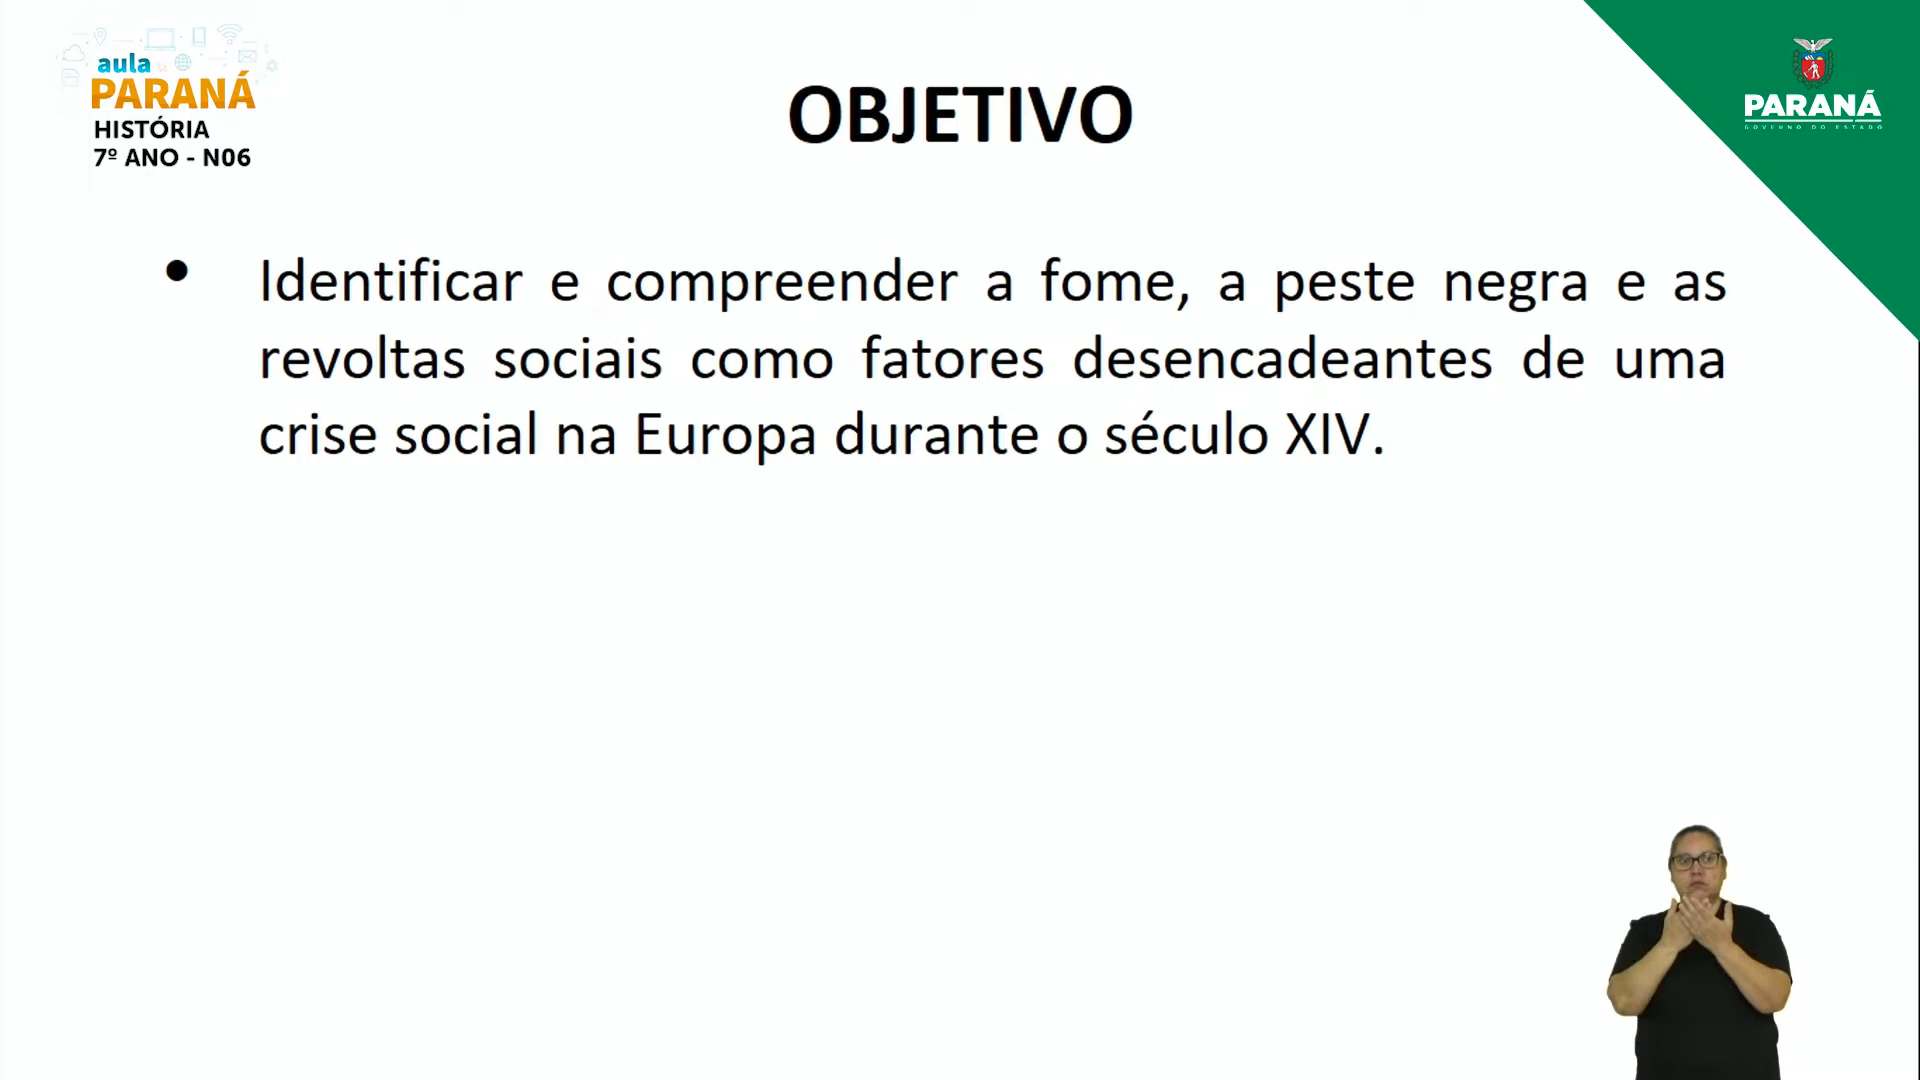 aula
PARANÁ
HISTÓRIA
7º ANO - N06
OBJETIVO
PARANÁ
GOVERNO DO ESTADO
• Identificar e compreender a fome, a peste negra e as
revoltas sociais como fatores desencadeantes de uma
crise social na Europa durante o século XIV.